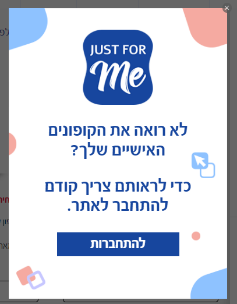 JUST FOR
Me
לא רואה את הקופונים
האישיים שלך?
כדי לראותם צריך קודם
להתחבר לאתר.
להתחברות